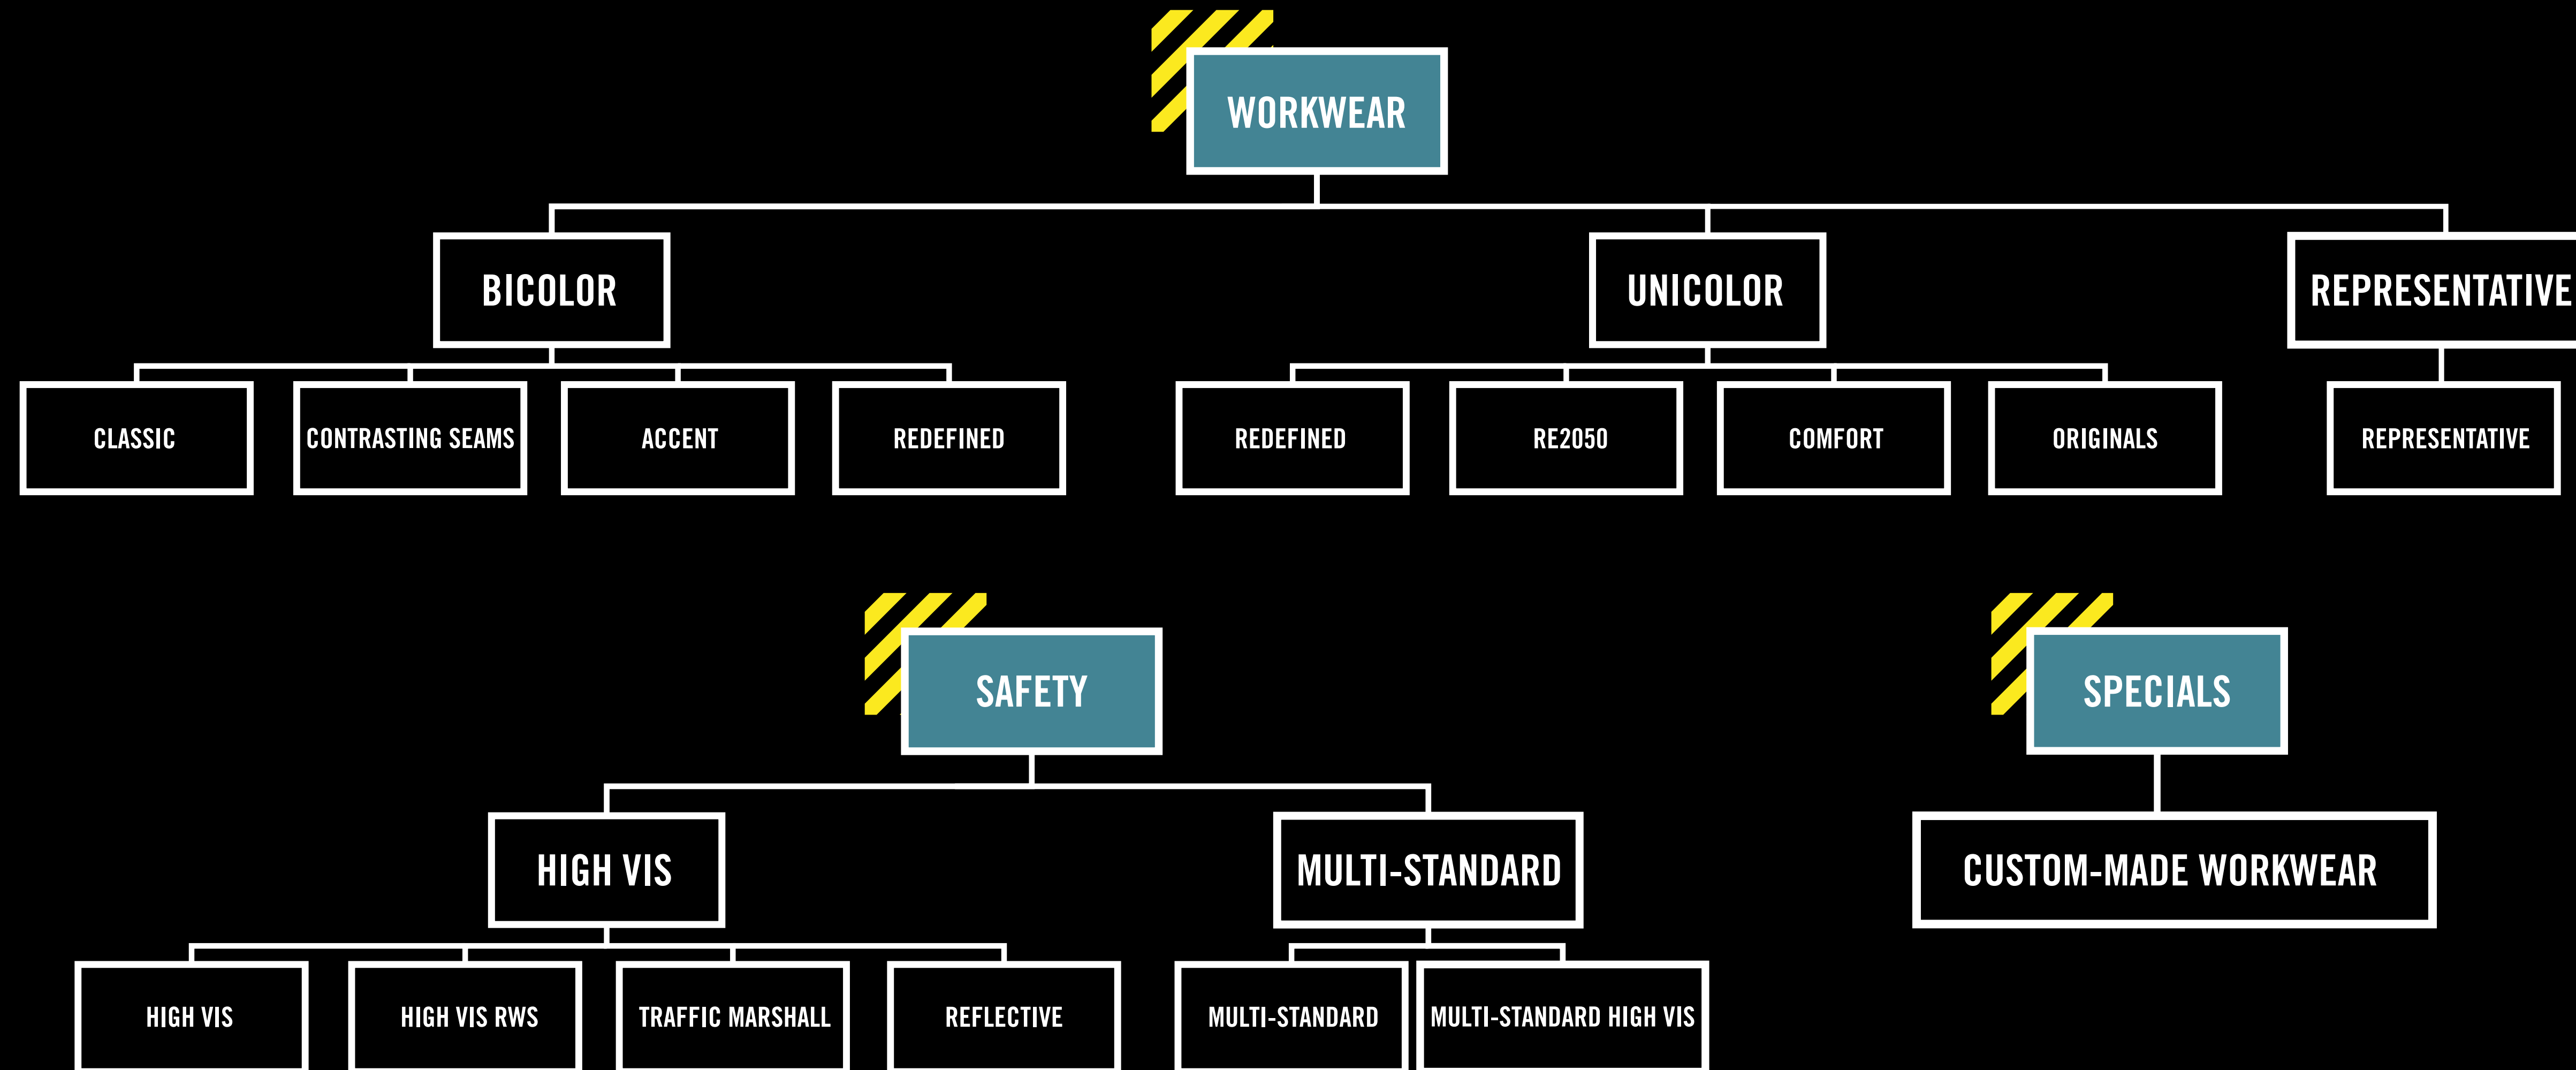 WORKWEAR
BICOLOR
UNICOLOR
REPRESENTATIVE
CLASSIC
CONTRASTING SEAMS
ACCENT
REDEFINED
REDEFINED
RE2050
COMFORT
ORIGINALS
REPRESENTATIVE
SAFETY
SPECIALS
HIGH VIS
MULTI-STANDARD
CUSTOM-MADE WORKWEAR
HIGH VIS
HIGH VIS RWS
TRAFFIC MARSHALL
REFLECTIVE
MULTI-STANDARD
MULTI-STANDARD HIGH VIS